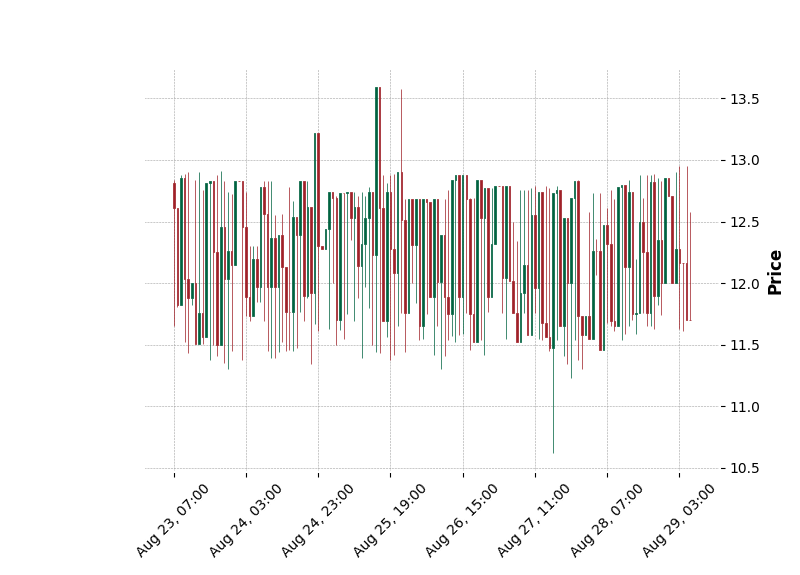 13.5
13.0
12.5
12.0
11.5
11.0
10.5
Price
Aug 23, 07:00
Aug 24, 03:00
Aug 24, 23:00
Aug 25, 19:00
Aug 26, 15:00
Aug 27, 11:00
Aug 28, 07:00
Aug 29, 03:00